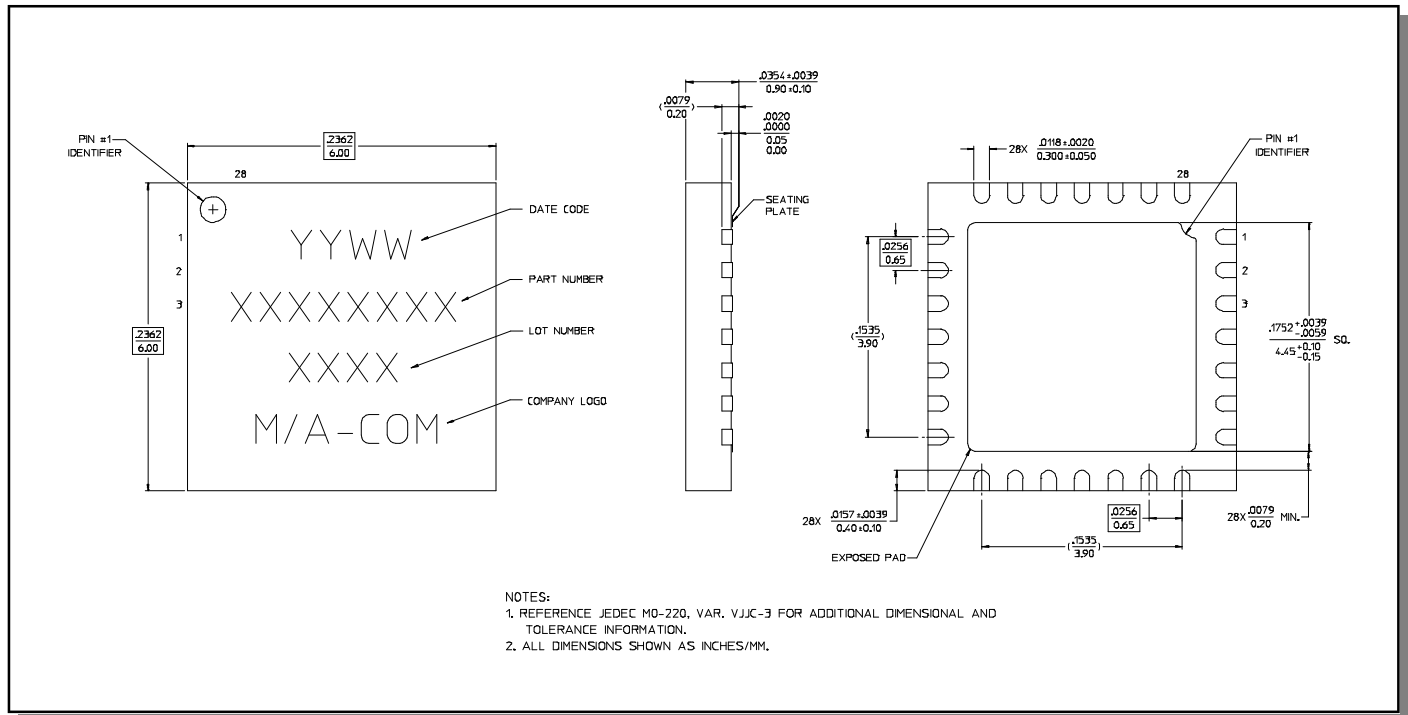 PIN #1
IDENTIFIER
.2362
6.00
28
1
2
3
.2362
6.00
YYWW
XXXXXXXX
XXXX
M/A-COM
DATE CODE
PART NUMBER
LOT NUMBER
COMPANY LOGO
.0354±.0039
0.90±0.10
(.0079
0.20)
.0020
.0000
0.05
0.00
SEATING
PLATE
28X .0118±.0020
0.300±0.050
28
PIN #1
IDENTIFIER
.0256
0.65
(.1535
3.90)
1
2
3
.1752 +.0039
-.0059
4.45 +0.10
-0.15
SQ.
28X .0157±.0039
0.40±0.10
EXPOSED PAD
.0256
0.65
(.1535
3.90)
28X .0079
0.20 MIN.
NOTES:
1. REFERENCE JEDEC MO-220, VAR. VJJC-3 FOR ADDITIONAL DIMENSIONAL AND
TOLERANCE INFORMATION.
2. ALL DIMENSIONS SHOWN AS INCHES/MM.